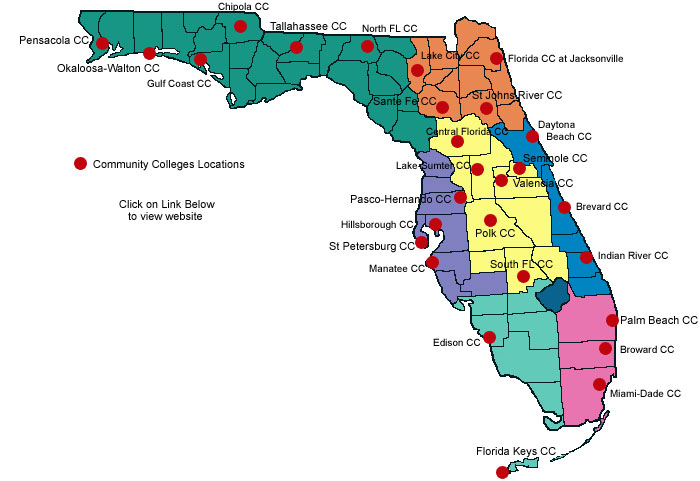 Chipola CC
Tallahassee CC
North FL CC
Pensacola CC
Okaloosa-Walton CC
Gulf Coast CC
Lake City CC
Florida CC at Jacksonville
Santa Fe CC
St Johns River CC
Central Florida CC
Daytona
Beach CC
Community Colleges Locations
Lake-Sumter CC
Seminole CC
Valencia CC
Click on Link Below
to view website
Pasco-Hernando CC
Brevard CC
Hillsborough CC
Polk CC
St Petersburg CC
Indian River CC
Manatee CC
South FL CC
Palm Beach CC
Edison CC
Broward CC
Miami-Dade CC
Florida Keys CC